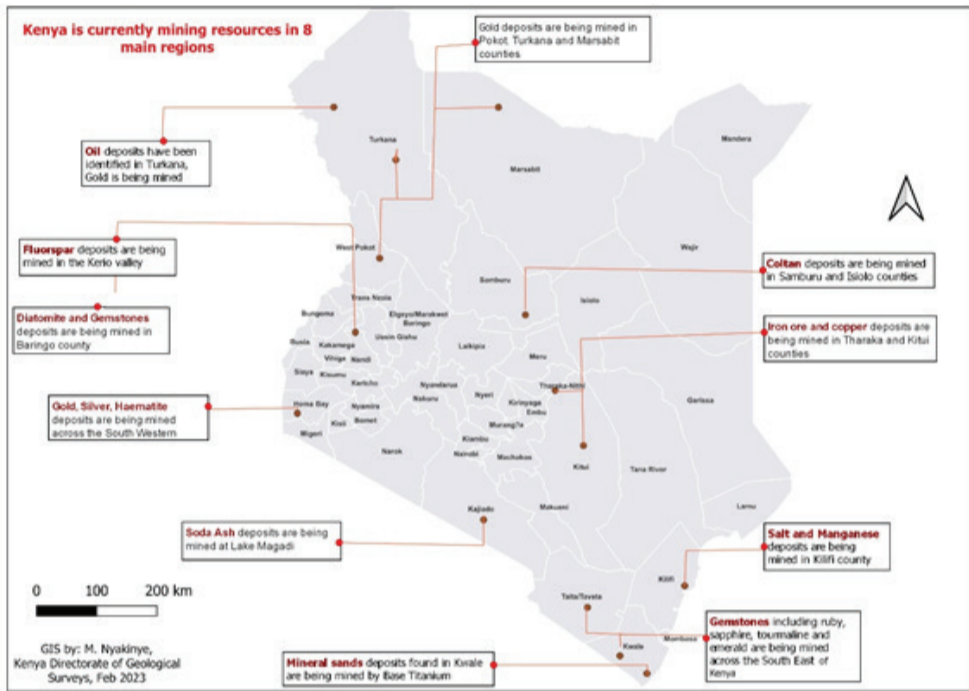 Kenya is currently mining resources in 8
main regions
Gold deposits are being mined in
Pokot, Turkana and Marsabit
counties
Oil deposits have been
identified in Turkana,
Gold is being mined
Fluorspar deposits are being
mined in the Kerio valley
Diatomite and Gemstones
deposits are being mined in
Baringo county
Gold, Silver, Haematite
deposits are being mined
across the South Western
Soda Ash deposits are being
mined at Lake Magadi
Mineral sands deposits found in Kwale
are being mined by Base Titanium
Coltan deposits are being mined
in Samburu and Isiolo counties
Iron ore and copper deposits are
being mined in Tharaka and Kitui
counties
Salt and Manganese
deposits are being
mined in Kilifi county
Gemstones including ruby,
sapphire, tourmaline and
emerald are being mined
across the South East of
Kenya
Turkana
Marsabit
Mandera
Wajir
West Pokot
Samburu
Isiolo
Trans Nzoia
Bungoma
Elgeyo/Marakwet
Baringo
Busia
Kakamega
Uasin Gishu
Laikipia
Meru
Vihiga
Nandi
Siaya
Kisumu
Kericho
Nyandarua
Nakuru
Nyeri
Tharaka-Nithi
Kirinyaga
Embu
Garissa
Homa Bay
Nyamira
Kisii
Bomet
Migori
Murang?a
Kiambu
Nairobi
Machakos
Narok
Kitui
Tana River
Kajiado
Makueni
Lamu
Kilifi
Taita/Taveta
Mombasa
Kwale
0 100 200 km
GIS by: M. Nyakinye,
Kenya Directorate of Geological
Surveys, Feb 2023